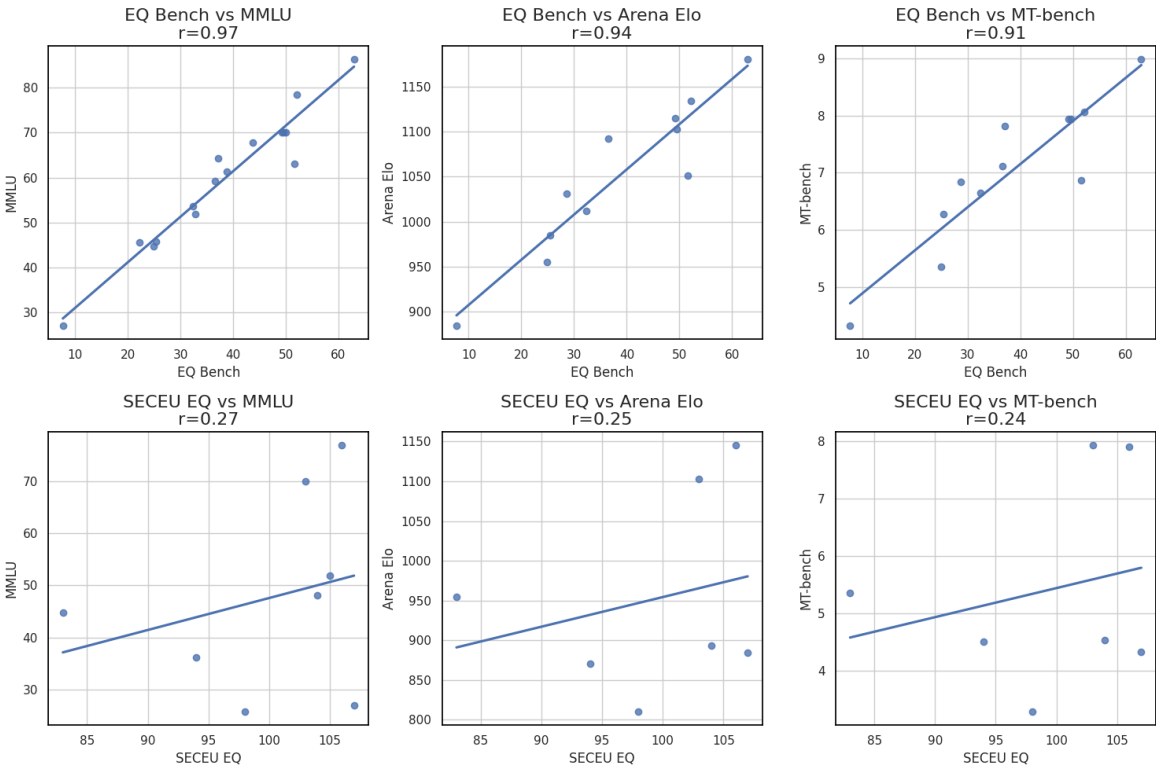 EQ Bench vs MMLU
r=0.97
MMLU
80
70
60
50
40
30
10 20 30 40 50 60
EQ Bench
EQ Bench vs Arena Elo
r=0.94
Arena Elo
1150
1100
1050
1000
950
900
10 20 30 40 50 60
EQ Bench
EQ Bench vs MT-bench
r=0.91
MT-bench
9
8
7
6
5
10 20 30 40 50 60
EQ Bench
SECEU EQ vs MMLU
r=0.27
MMLU
70
60
50
40
30
85 90 95 100 105
SECEU EQ
SECEU EQ vs Arena Elo
r=0.25
Arena Elo
1150
1100
1050
1000
950
900
850
800
85 90 95 100 105
SECEU EQ
SECEU EQ vs MT-bench
r=0.24
MT-bench
8
7
6
5
4
85 90 95 100 105
SECEU EQ